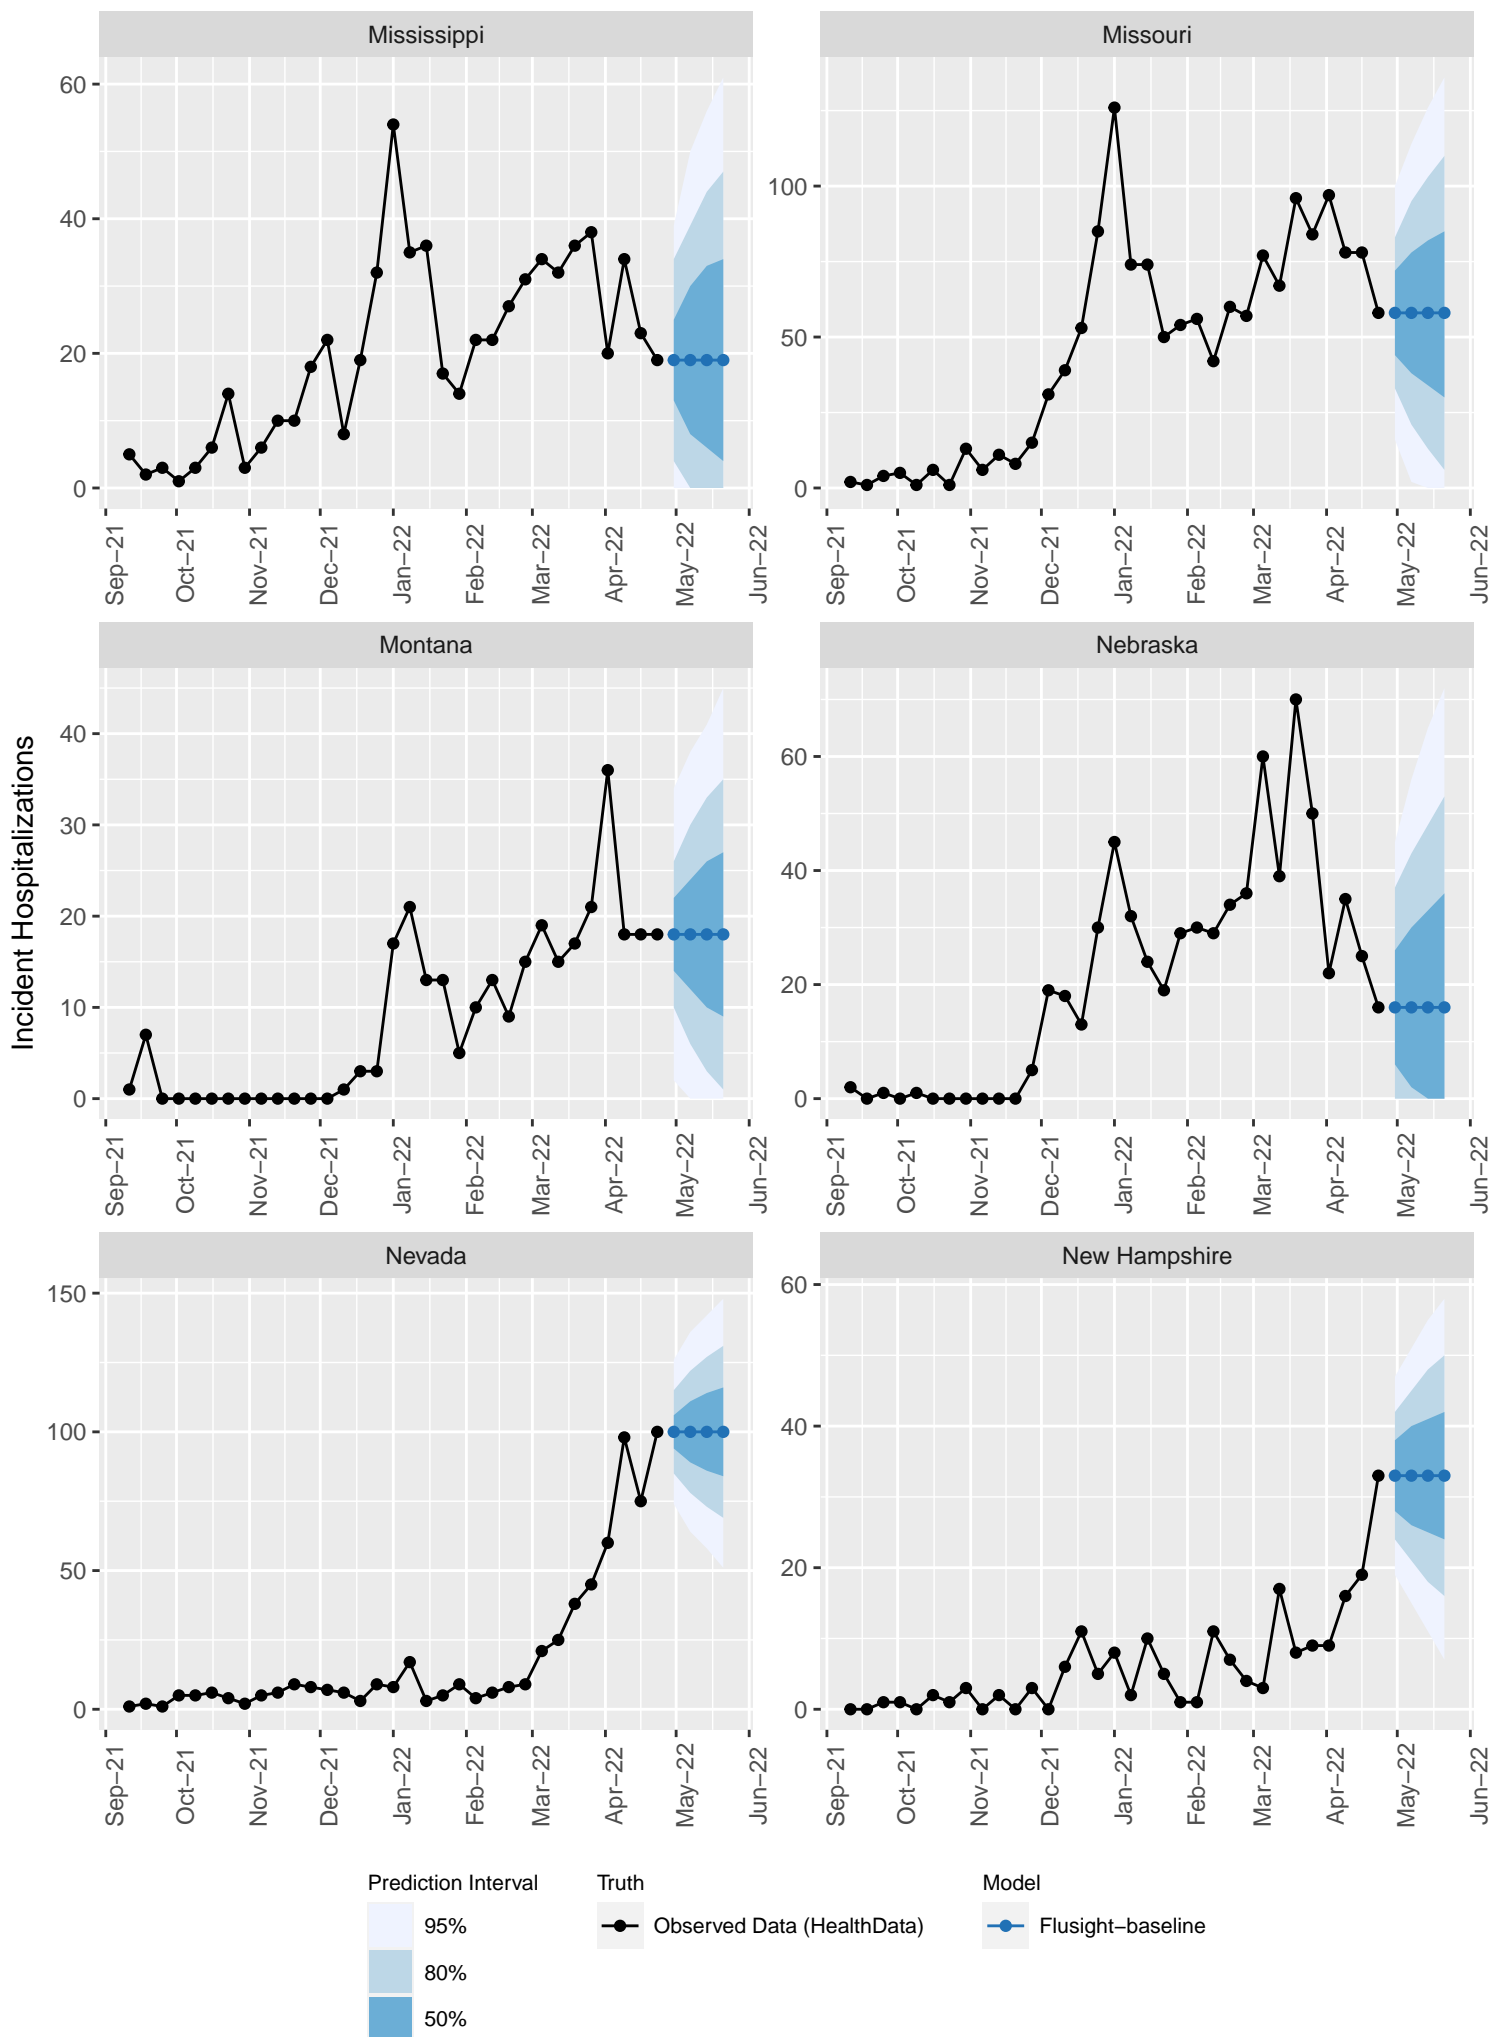 Mississippi
Missouri
60
40
20
0
100
50
0
Sep−21
Oct−21
Nov−21
Dec−21
Jan−22
Feb−22
Mar−22
Apr−22
May−22
Jun−22
Sep−21
Oct−21
Nov−21
Dec−21
Jan−22
Feb−22
Mar−22
Apr−22
May−22
Jun−22
Incident Hospitalizations
Montana
Nebraska
40
30
20
10
0
60
40
20
0
Sep−21
Oct−21
Nov−21
Dec−21
Jan−22
Feb−22
Mar−22
Apr−22
May−22
Jun−22
Sep−21
Oct−21
Nov−21
Dec−21
Jan−22
Feb−22
Mar−22
Apr−22
May−22
Jun−22
Nevada
New Hampshire
150
100
50
0
60
40
20
0
Sep−21
Oct−21
Nov−21
Dec−21
Jan−22
Feb−22
Mar−22
Apr−22
May−22
Jun−22
Sep−21
Oct−21
Nov−21
Dec−21
Jan−22
Feb−22
Mar−22
Apr−22
May−22
Jun−22
Prediction Interval
95%
80%
50%
Truth
Observed Data (HealthData)
Model
Flusight−baseline